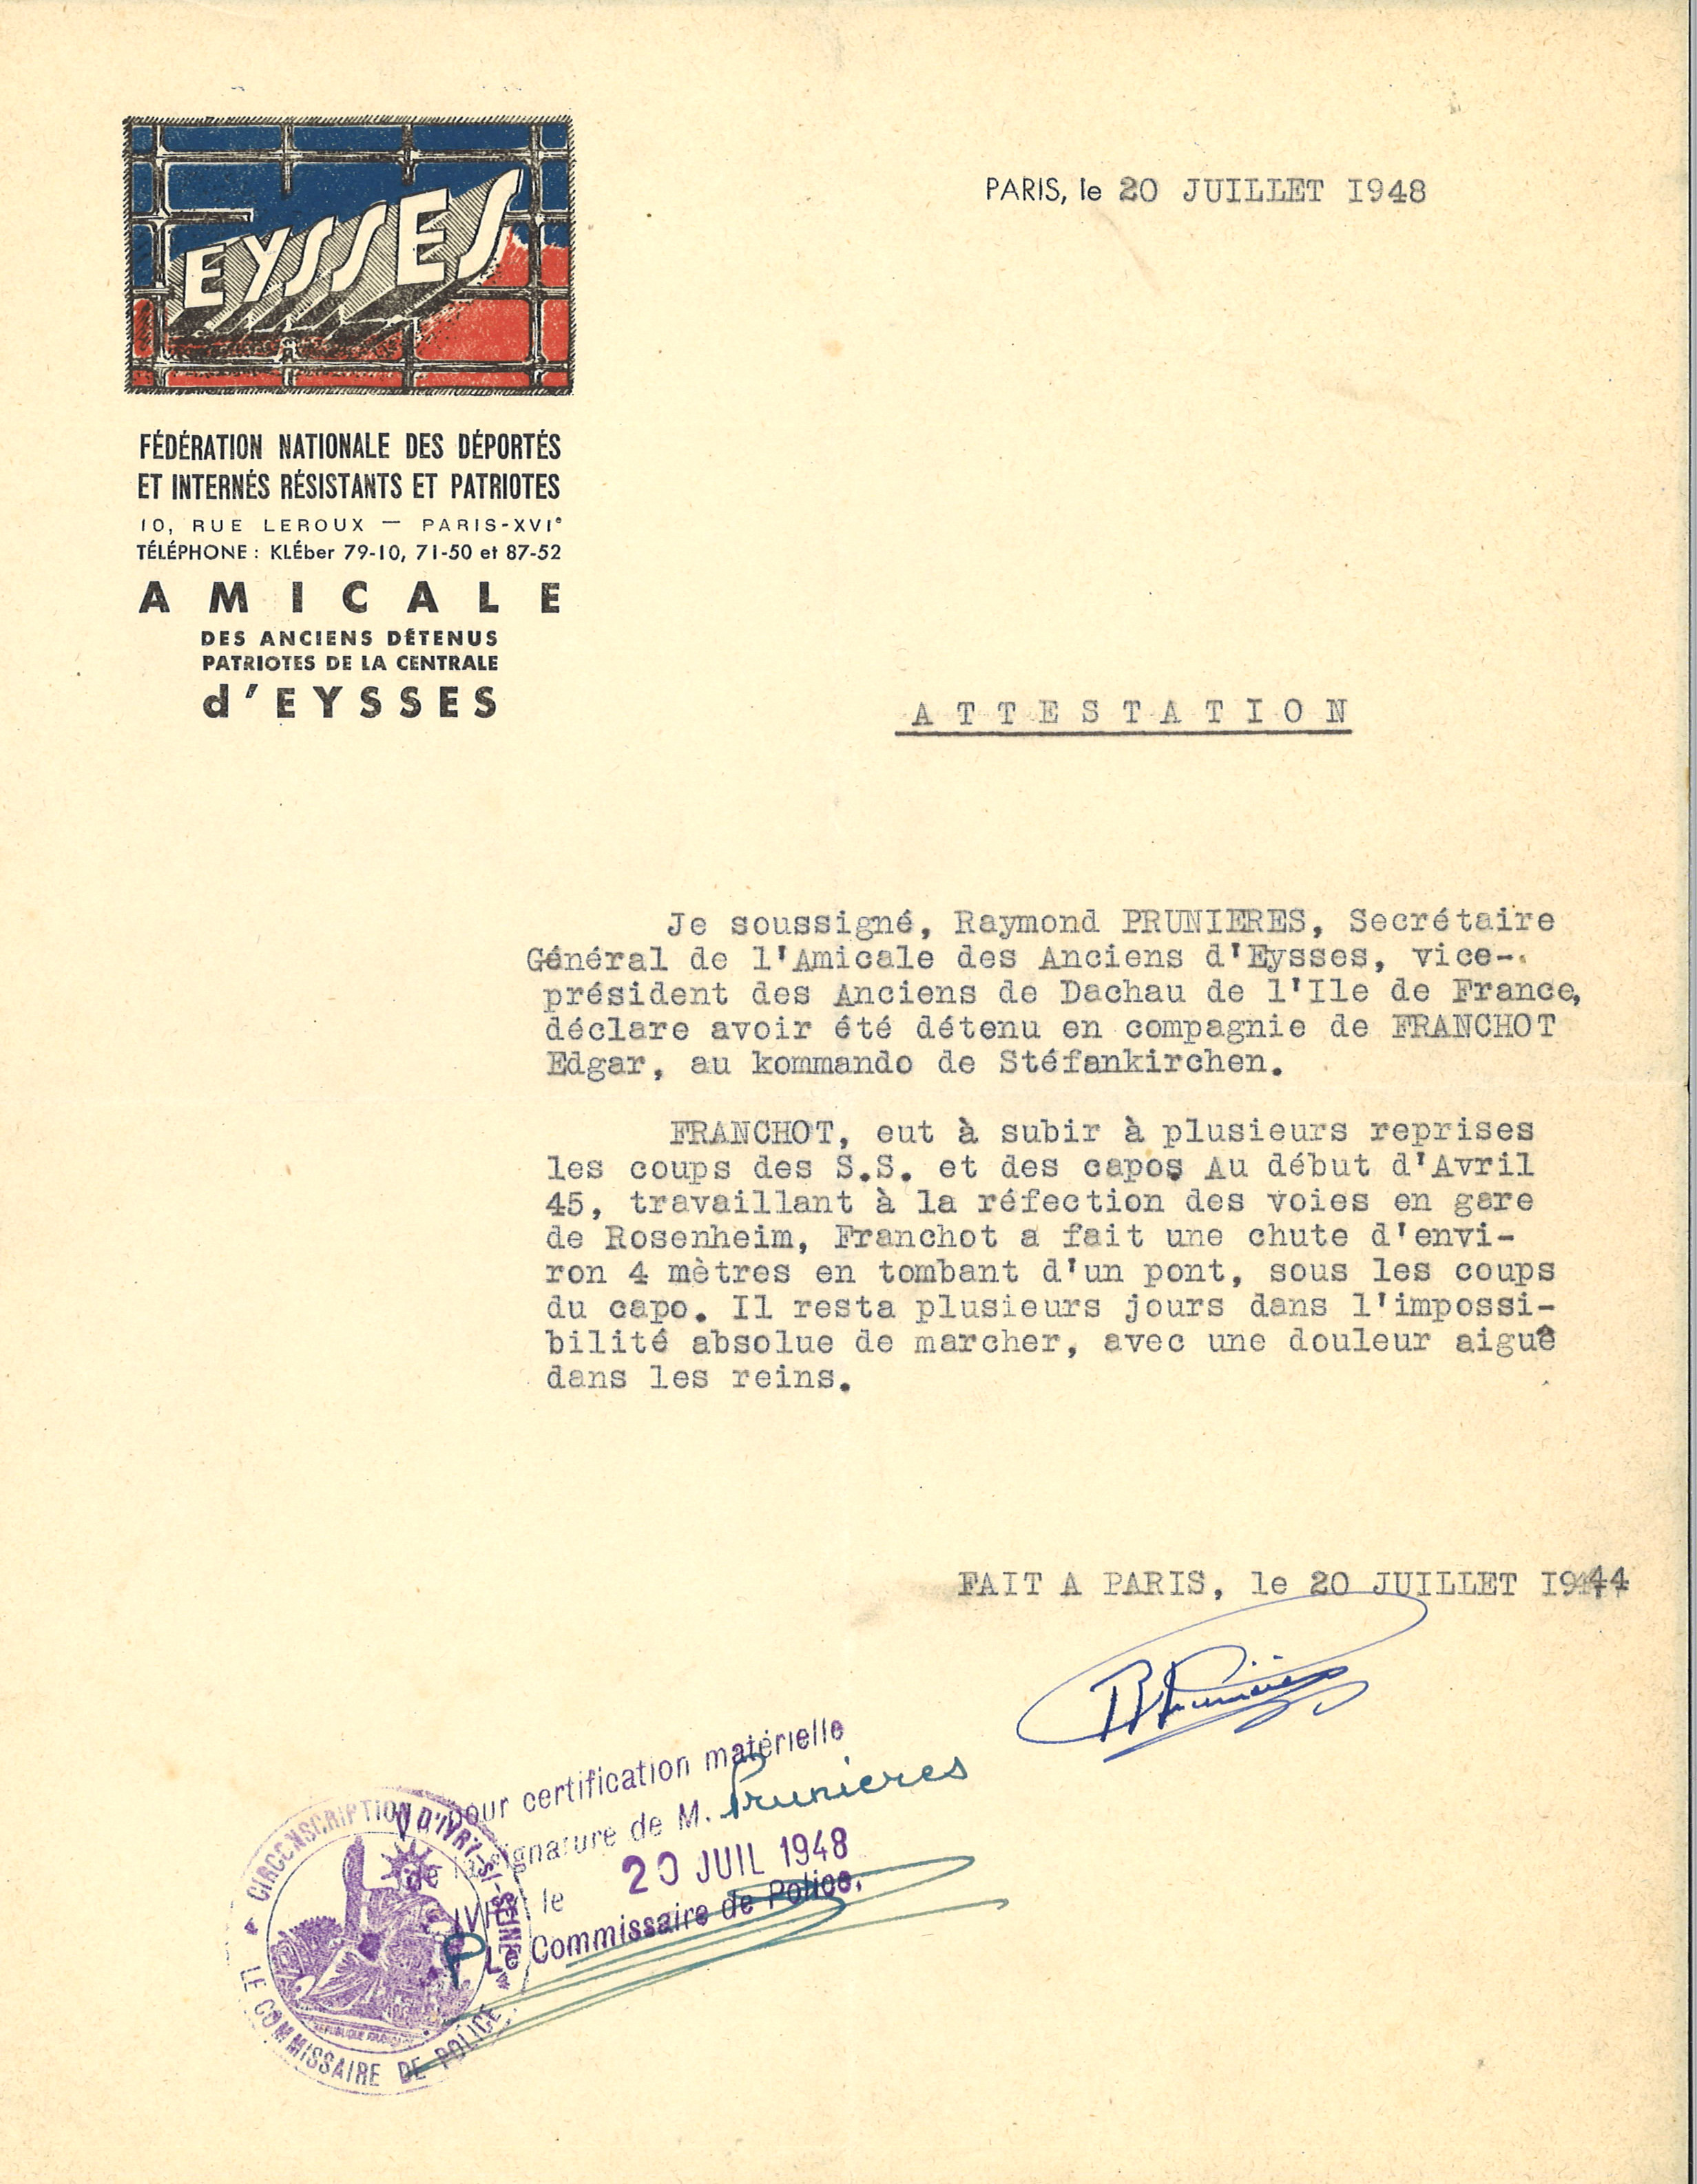 EYSSES
PARIS, le 20 JUILLET 1948
FÉDÉRATION NATIONALE DES DÉPORTÉS
ET INTERNÉS RÉSISTANTS ET PATRIOTES
10, RUE LEROUX — PARIS-XVIe
TÉLÉPHONE : KLÉber 79-10, 71-50 et 87-52
AMICALE
DES ANCIENS DÉTENUS
PATRIOTES DE LA CENTRALE
d'EYSSES
ATTESTATION
Je soussigné, Raymond PRUNIERES, Secrétaire
Général de l'Amicale des Anciens d'Eysses, vice-
président des Anciens de Dachau de l'Ile de France,
déclare avoir été détenu en compagnie de FRANCHOT
Edgar, au kommando de Stéfankirchen.
FRANCHOT, eut à subir à plusieurs reprises
les coups des S.S. et des capos Au début d'Avril
45, travaillant à la réfection des voies en gare
de Rosenheim, Franchot a fait une chute d'envi-
ron 4 mètres en tombant d'un pont, sous les coups
du capo. Il resta plusieurs jours dans l'impossi-
bilité absolue de marcher, avec une douleur aiguê
dans les reins.
FAIT A PARIS, le 20 JUILLET 1944
RPrunières
Vu pour certification matérielle
de la signature de M. Prunieres
IVRY le 20 JUIL 1948
P Le Commissaire de Police.
CIRCONSCRIPTION D'IVRY-S/-SEINE
LE COMMISSAIRE DE POLICE
REPUBLIQUE FRANÇAISE